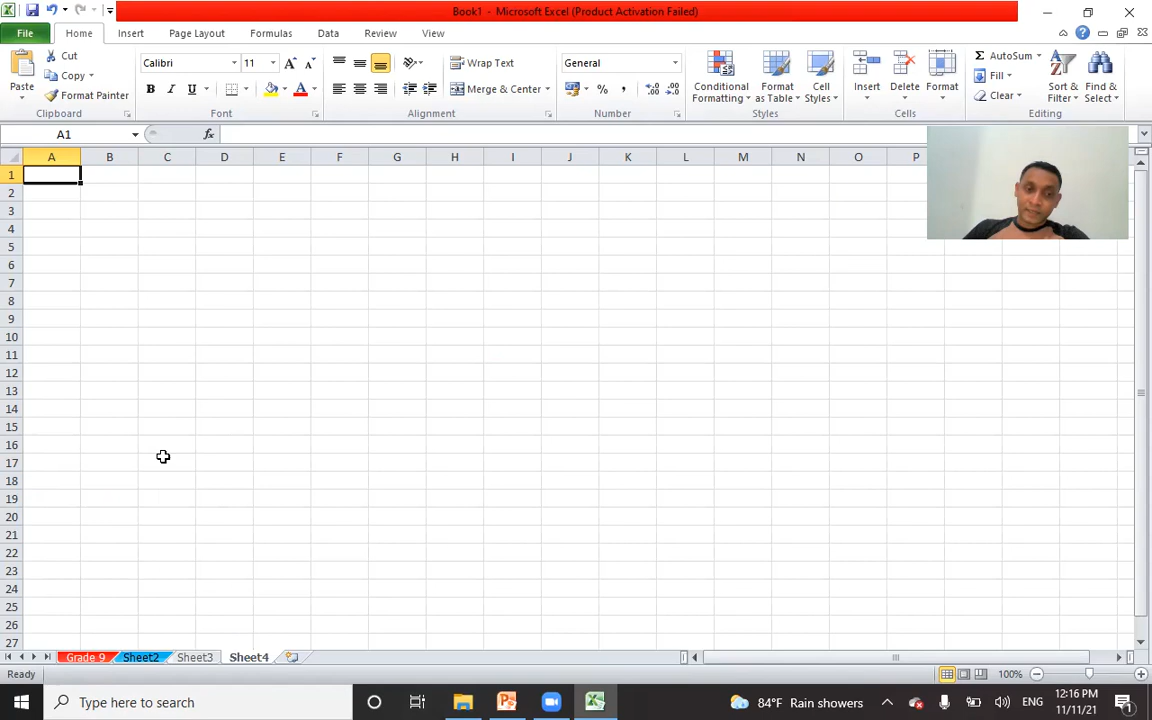 Book1 - Microsoft Excel (Product Activation Failed)
File Home Insert Page Layout Formulas Data Review View
Paste
Cut
Copy
Format Painter
Clipboard
Calibri 11
B I U A
Font
Wrap Text
Merge & Center
Alignment
General
% ,
Number
Conditional Formatting
Format as Table
Cell Styles
Styles
Insert Delete Format
Cells
AutoSum
Fill
Clear
Sort & Filter
Find & Select
Editing
A1 fx
A B C D E F G H I J K L M N O P
1
2
3
4
5
6
7
8
9
10
11
12
13
14
15
16
17
18
19
20
21
22
23
24
25
26
27
Grade 9 Sheet2 Sheet3 Sheet4
Ready 100%
Type here to search
84°F Rain showers
ENG
12:16 PM
11/11/21
1